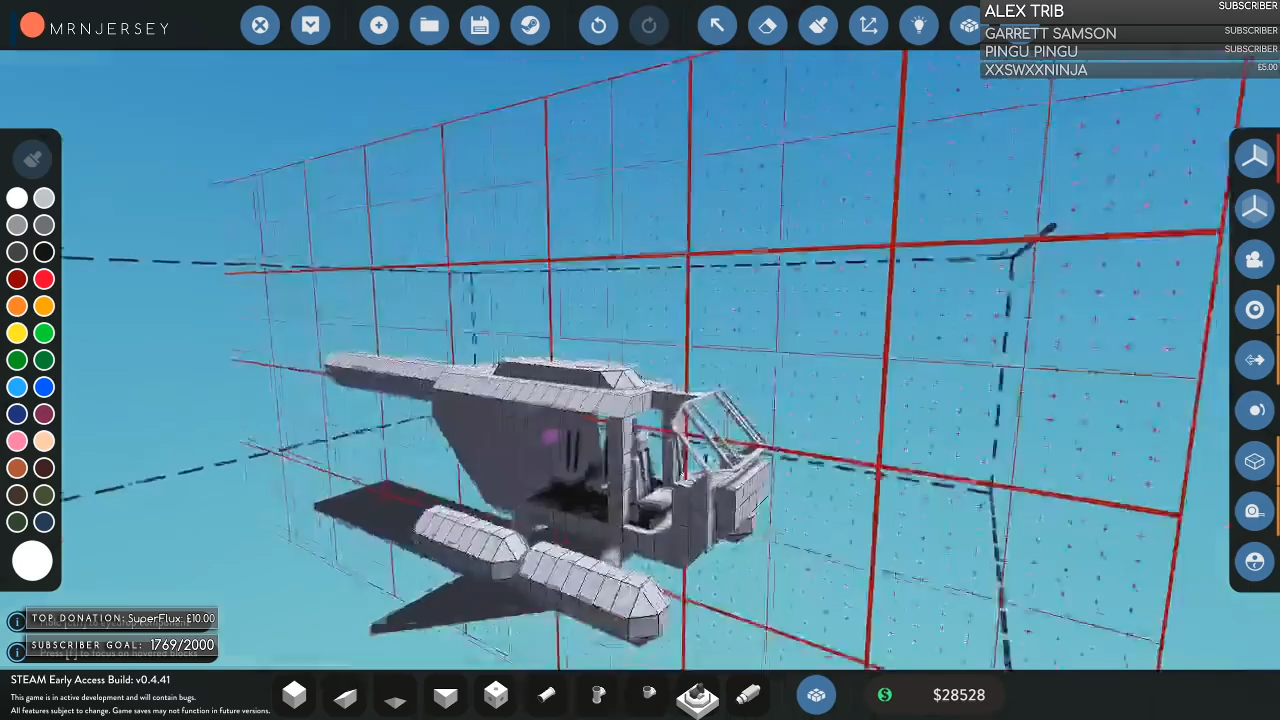 MRNJERSEY
ALEX TRIB SUBSCRIBER
GARRETT SAMSON SUBSCRIBER
PINGU PINGU SUBSCRIBER
XXSWXXNINJA £5.00
TOP DONATION: SuperFlux: £10.00
SUBSCRIBER GOAL: 1769/2000
STEAM Early Access Build: v0.4.41
This game is in active development and will contain bugs.
All features subject to change. Game saves may not function in future versions.
$ $28528